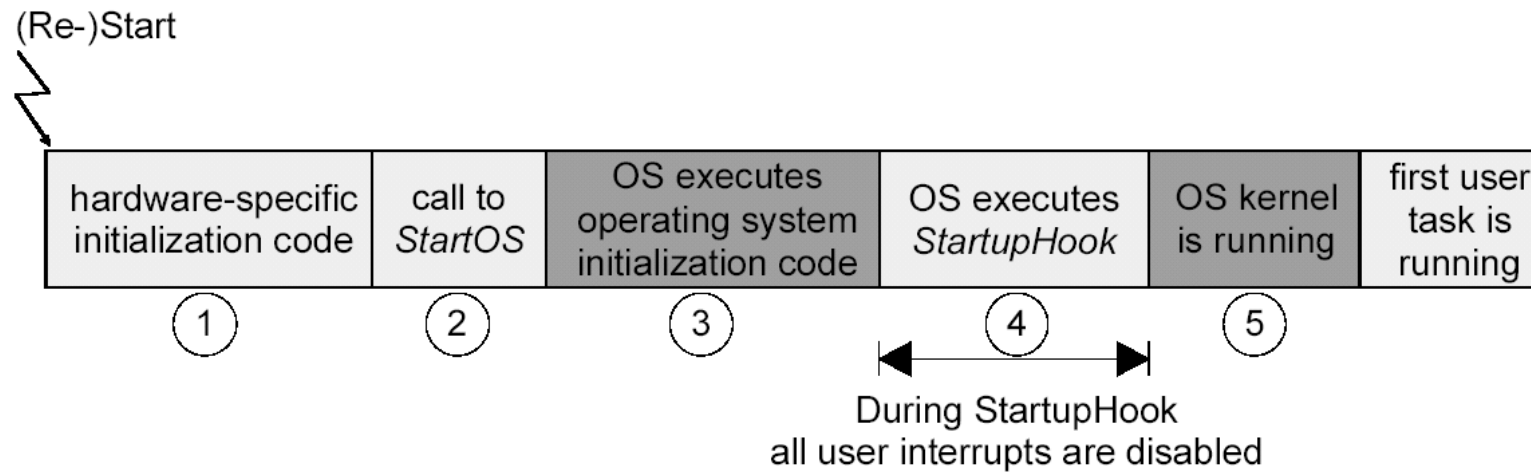 (Re-)Start
hardware-specific
initialization code
call to
StartOS
OS executes
operating system
initialization code
OS executes
StartupHook
OS kernel
is running
first user
task is
running
1
2
3
4
5
During StartupHook
all user interrupts are disabled